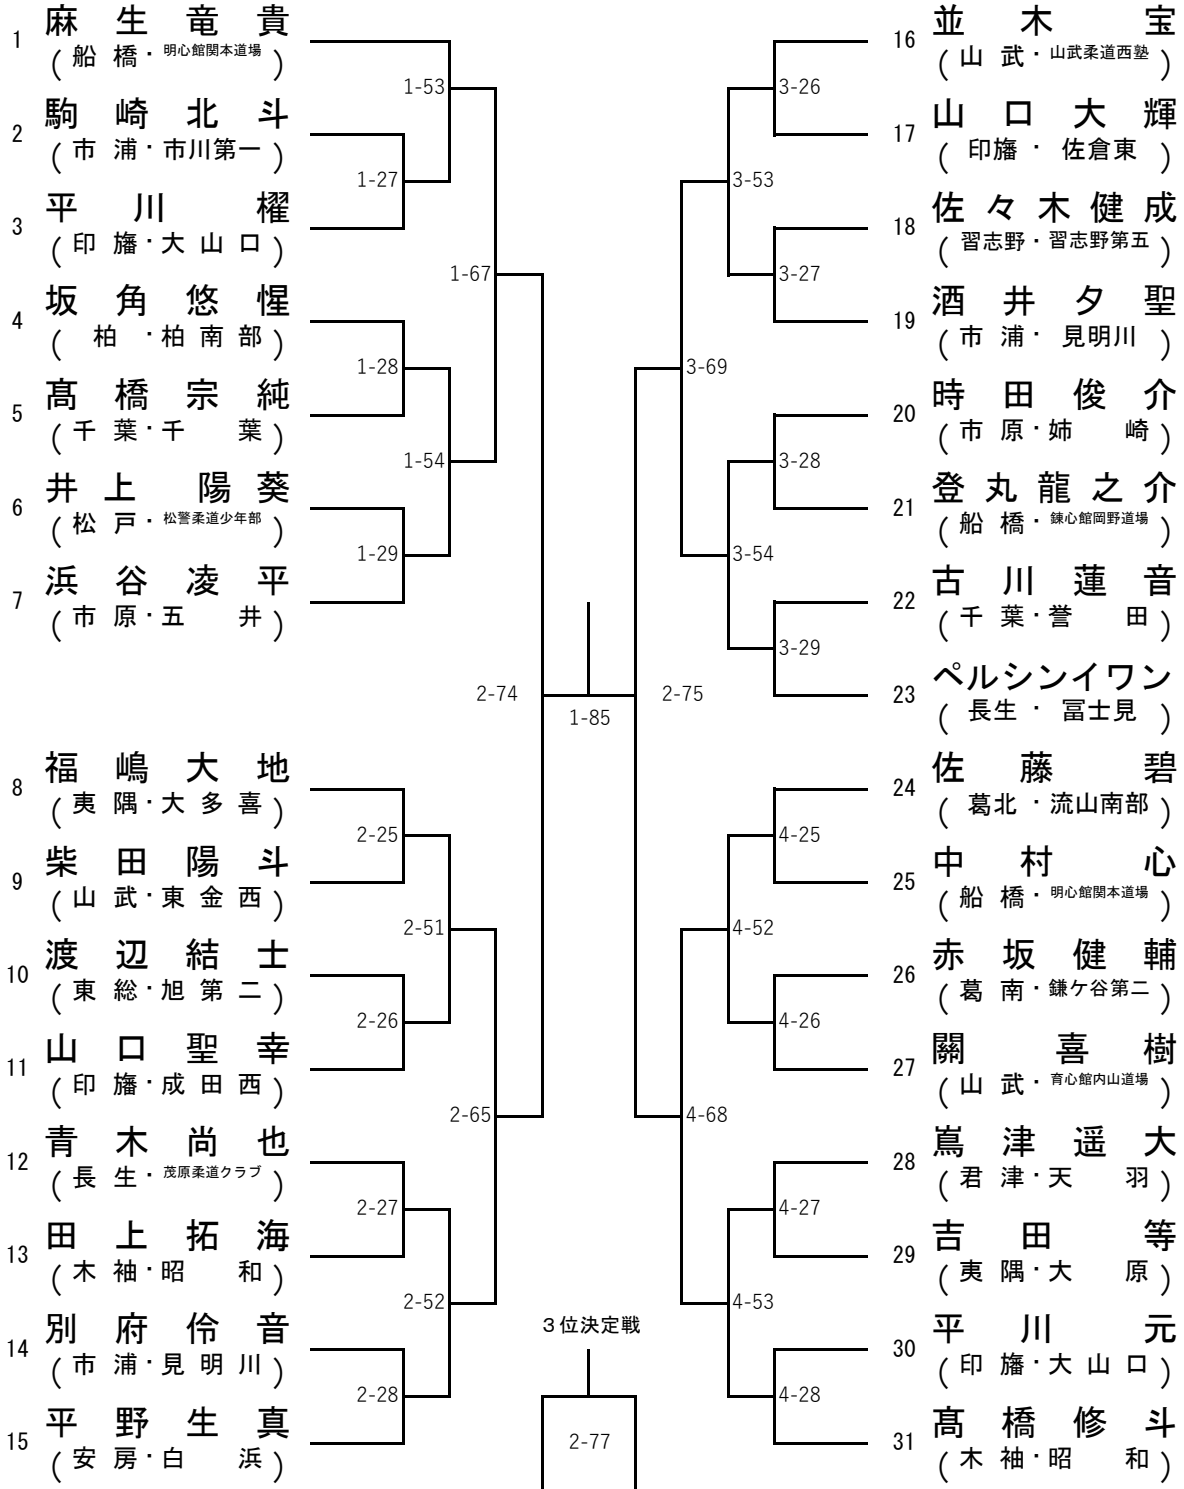 1 麻生竜貴
(船橋・明心館関本道場)
2 駒崎北斗
(市浦・市川第一)
3 平川櫂
(印旛・大山口)
4 坂角悠惺
(柏・柏南部)
5 髙橋宗純
(千葉・千葉)
6 井上陽葵
(松戸・松警柔道少年部)
7 浜谷凌平
(市原・五井)
8 福嶋大地
(夷隅・大多喜)
9 柴田陽斗
(山武・東金西)
10 渡辺結士
(東総・旭第二)
11 山口聖幸
(印旛・成田西)
12 青木尚也
(長生・茂原柔道クラブ)
13 田上拓海
(木袖・昭和)
14 別府伶音
(市浦・見明川)
15 平野生真
(安房・白浜)
1-53
1-27
1-67
1-28
1-54
1-29
2-74
2-25
2-51
2-26
2-65
2-27
2-52
2-28
1-85
3位決定戦
2-77
3-26
3-53
3-27
3-69
3-28
3-54
3-29
2-75
4-25
4-52
4-26
4-68
4-27
4-53
4-28
16 並木宝
(山武・山武柔道西塾)
17 山口大輝
(印旛・佐倉東)
18 佐々木健成
(習志野・習志野第五)
19 酒井夕聖
(市浦・見明川)
20 時田俊介
(市原・姉崎)
21 登丸龍之介
(船橋・錬心館岡野道場)
22 古川蓮音
(千葉・誉田)
23 ペルシンイワン
(長生・冨士見)
24 佐藤碧
(葛北・流山南部)
25 中村心
(船橋・明心館関本道場)
26 赤坂健輔
(葛南・鎌ケ谷第二)
27 關喜樹
(山武・育心館内山道場)
28 嶌津遥大
(君津・天羽)
29 吉田等
(夷隅・大原)
30 平川元
(印旛・大山口)
31 髙橋修斗
(木袖・昭和)